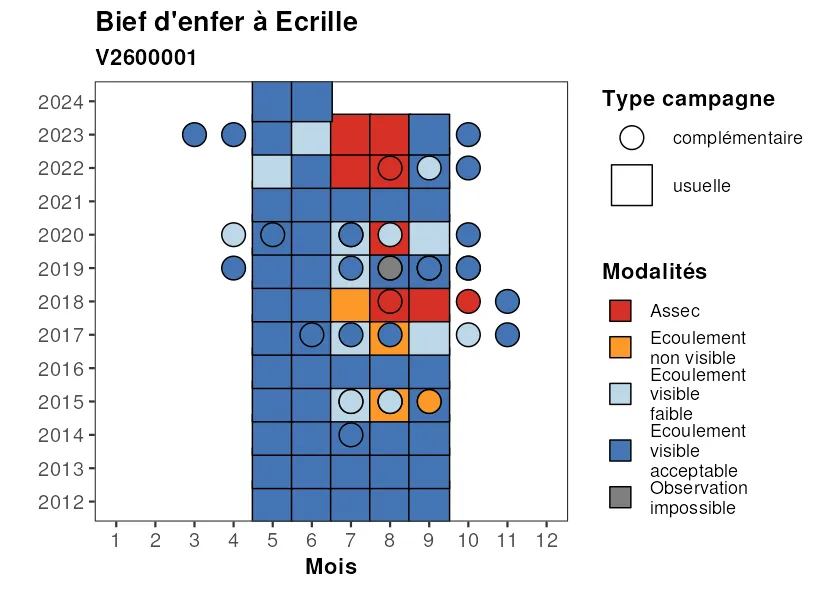 Bief d'enfer à Ecrille
V2600001
2024
2023
2022
2021
2020
2019
2018
2017
2016
2015
2014
2013
2012
1 2 3 4 5 6 7 8 9 10 11 12
Mois
Type campagne
complémentaire
usuelle
Modalités
Assec
Ecoulement
non visible
Ecoulement
visible
faible
Ecoulement
visible
acceptable
Observation
impossible